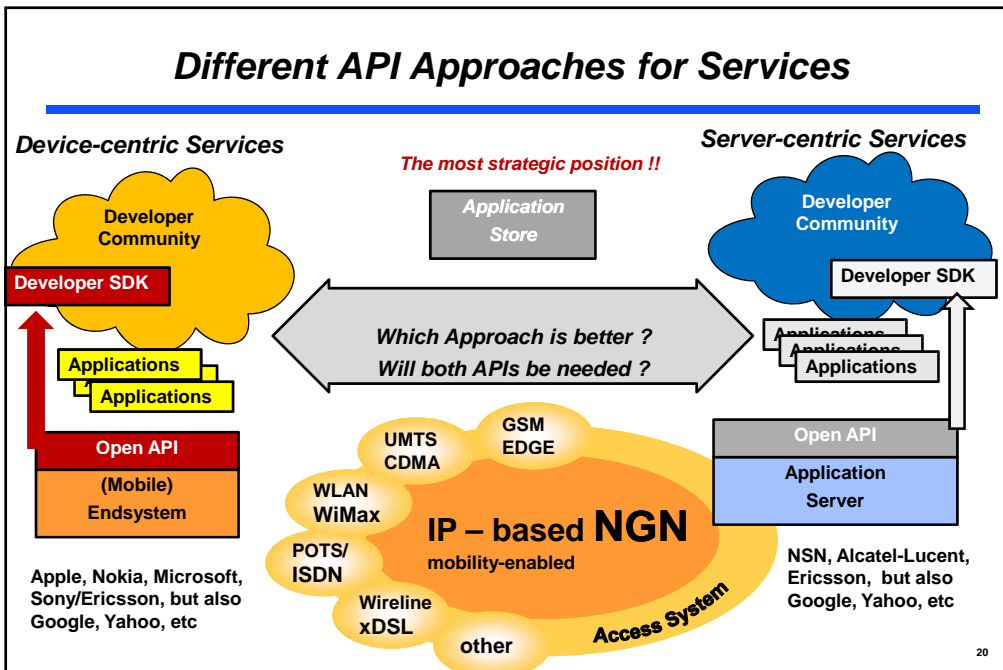 Different API Approaches for Services
Device-centric Services
Server-centric Services
The most strategic position !!
Application
Store
Developer
Community
Developer SDK
Applications
A
Applications
Open API
(Mobile)
Endsystem
Apple, Nokia, Microsoft,
Sony/Ericsson, but also
Google, Yahoo, etc
Which Approach is better ?
Will both APIs be needed ?
GSM
EDGE
UMTS
CDMA
WLAN
WiMax
POTS/
ISDN
Wireline
xDSL
other
IP – based NGN
mobility-enabled
Access System
Developer
Community
Developer SDK
Applications
Applications
Applications
Open API
Application
Server
NSN, Alcatel-Lucent,
Ericsson, but also
Google, Yahoo, etc
20